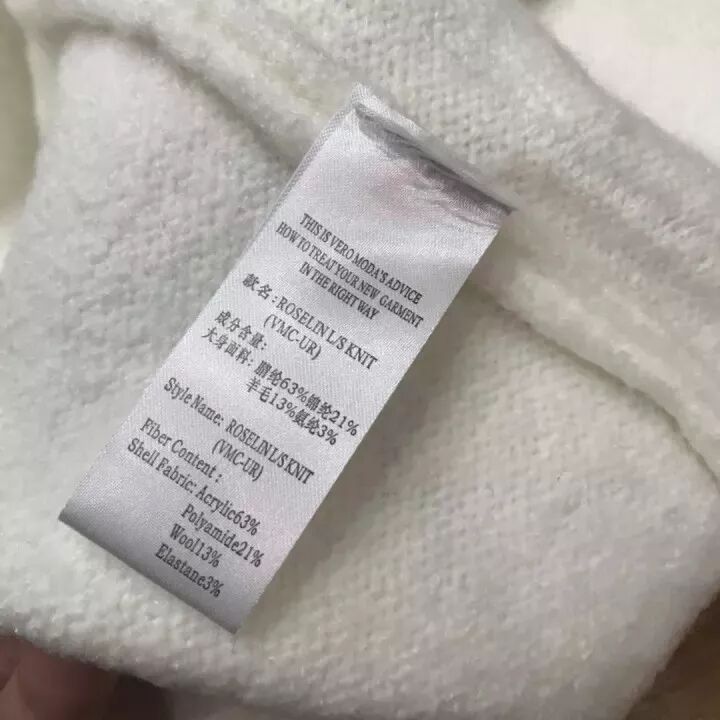 THIS IS VERO MODA'S ADVICE
HOW TO TREAT YOUR NEW GARMENT
IN THE RIGHT WAY
款名:ROSELIN L/S KNIT
(VMC-UR)
成分含量:
大身面料:腈纶63%锦纶21%
羊毛13%氨纶3%
Style Name: ROSELIN L/S KNIT
(VMC-UR)
Fiber Content :
Shell Fabric: Acrylic63%
Polyamide21%
Wool13%
Elastane3%